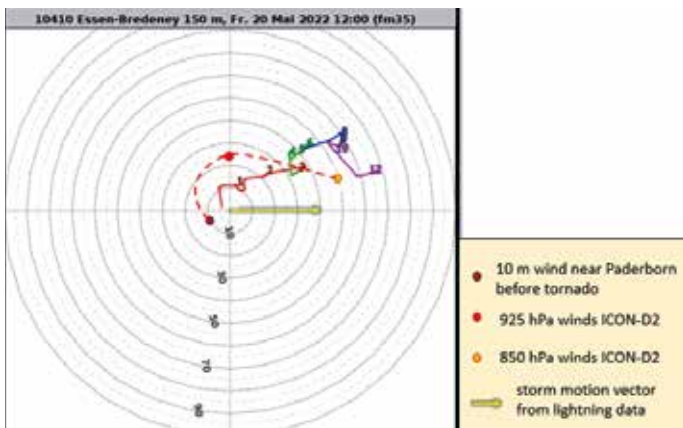 10410 Essen-Bredeney 150 m, Fr. 20 Mai 2022 12:00 (fm35)
10
30
50
70
90
10 m wind near Paderborn
before tornado
925 hPa winds ICON-D2
850 hPa winds ICON-D2
storm motion vector
from lightning data